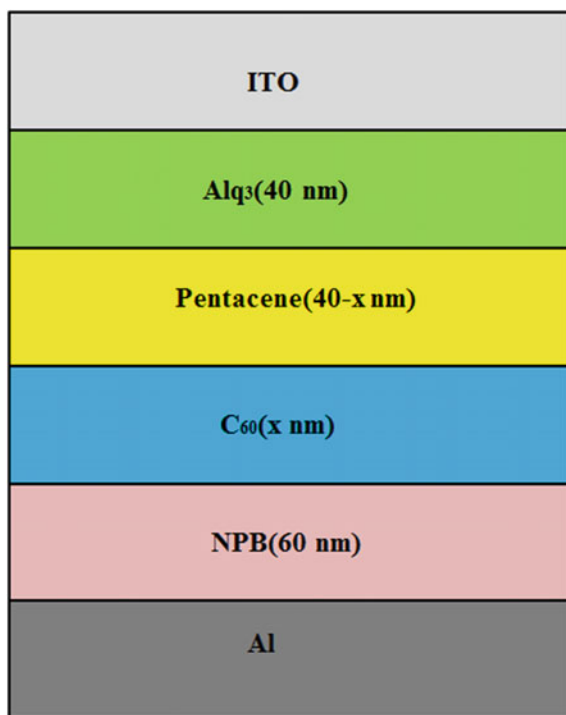 ITO
Alq₃(40 nm)
Pentacene(40-x nm)
C₆₀(x nm)
NPB(60 nm)
Al